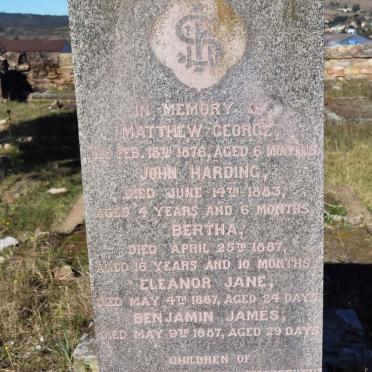 IHS
IN MEMORY OF
MATTHEW GEORGE,
DIED FEB. 18TH 1876, AGED 6 MONTHS
JOHN HARDING,
DIED JUNE 14TH 1883,
AGED 4 YEARS AND 6 MONTHS
BERTHA,
DIED APRIL 25TH 1887,
AGED 16 YEARS AND 10 MONTHS
ELEANOR JANE,
DIED MAY 4TH 1887, AGED 24 DAYS
BENJAMIN JAMES,
DIED MAY 9TH 1887, AGED 29 DAYS
CHILDREN OF